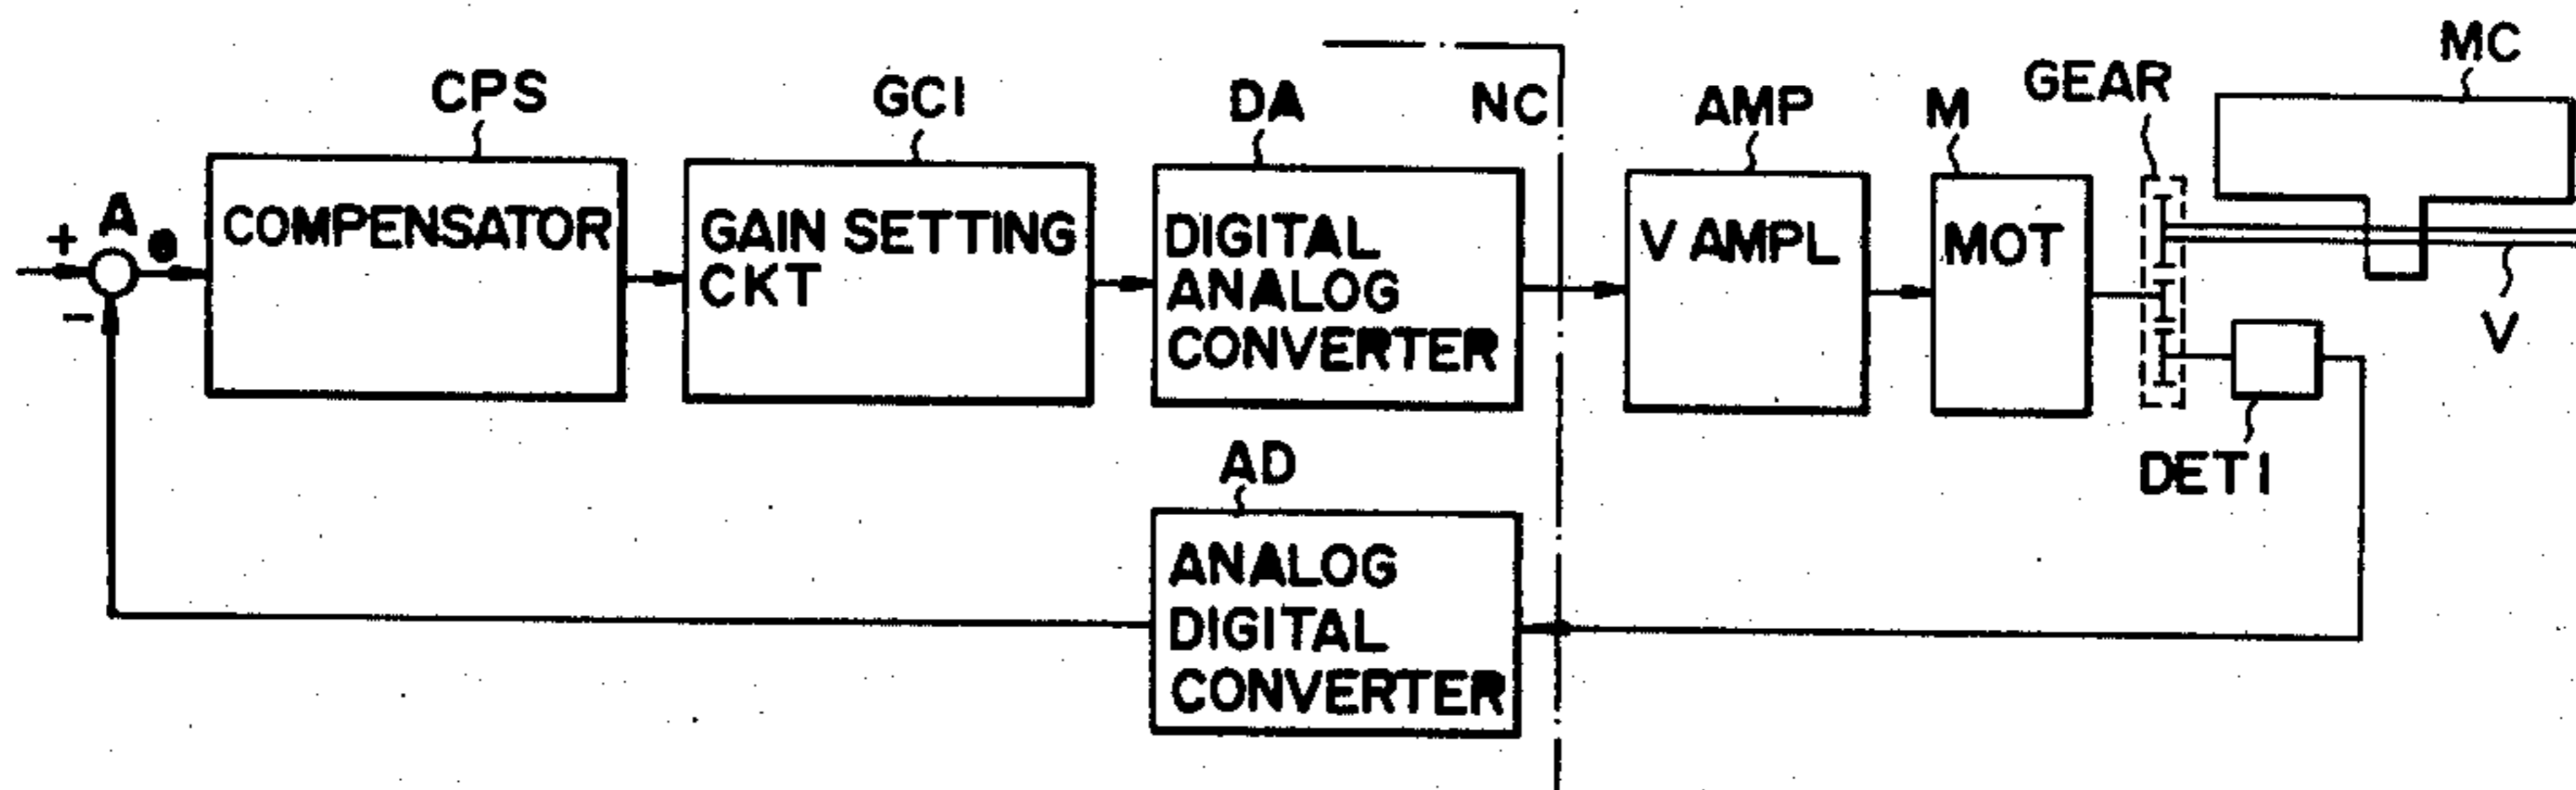 CPS
GC1
DA
NC
AMP
M
GEAR
MC
+
A
e
-
COMPENSATOR
GAIN SETTING
CKT
DIGITAL
ANALOG
CONVERTER
V AMPL
MOT
V
DET1
AD
ANALOG
DIGITAL
CONVERTER